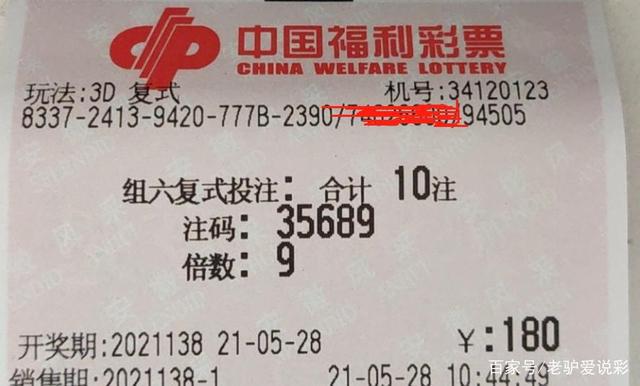 中国福利彩票
CHINA WELFARE LOTTERY
玩法:3D 复式 机号:34120123
8337-2413-9420-777B-2390/ /94505
组六复式投注: 合计 10注
注码: 35689
倍数: 9
开奖期:2021138 21-05-28 ¥:180
销售期:2021138-1 21-05-28 10:44:43
百家号/老驴爱说彩